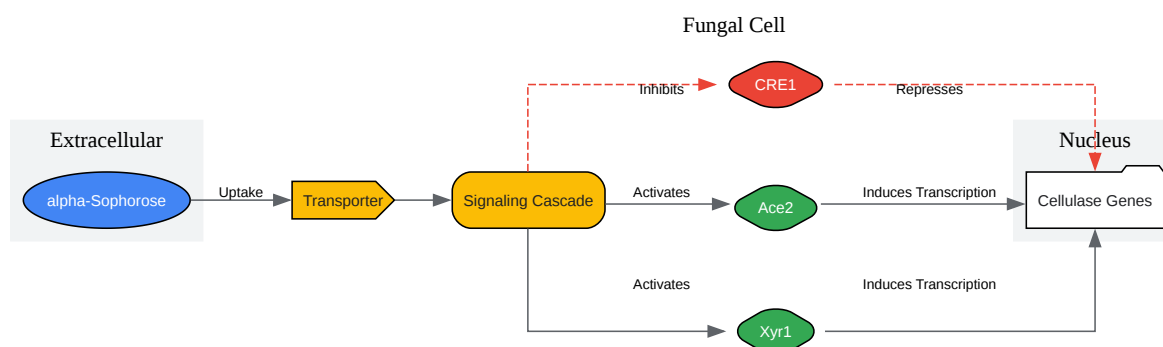 Fungal Cell
CRE1
Inhibits
Represses
Extracellular
Nucleus
alpha-Sophorose
Uptake
Transporter
Signaling Cascade
Activates
Ace2
Induces Transcription
Cellulase Genes
Activates
Induces Transcription
Xyr1